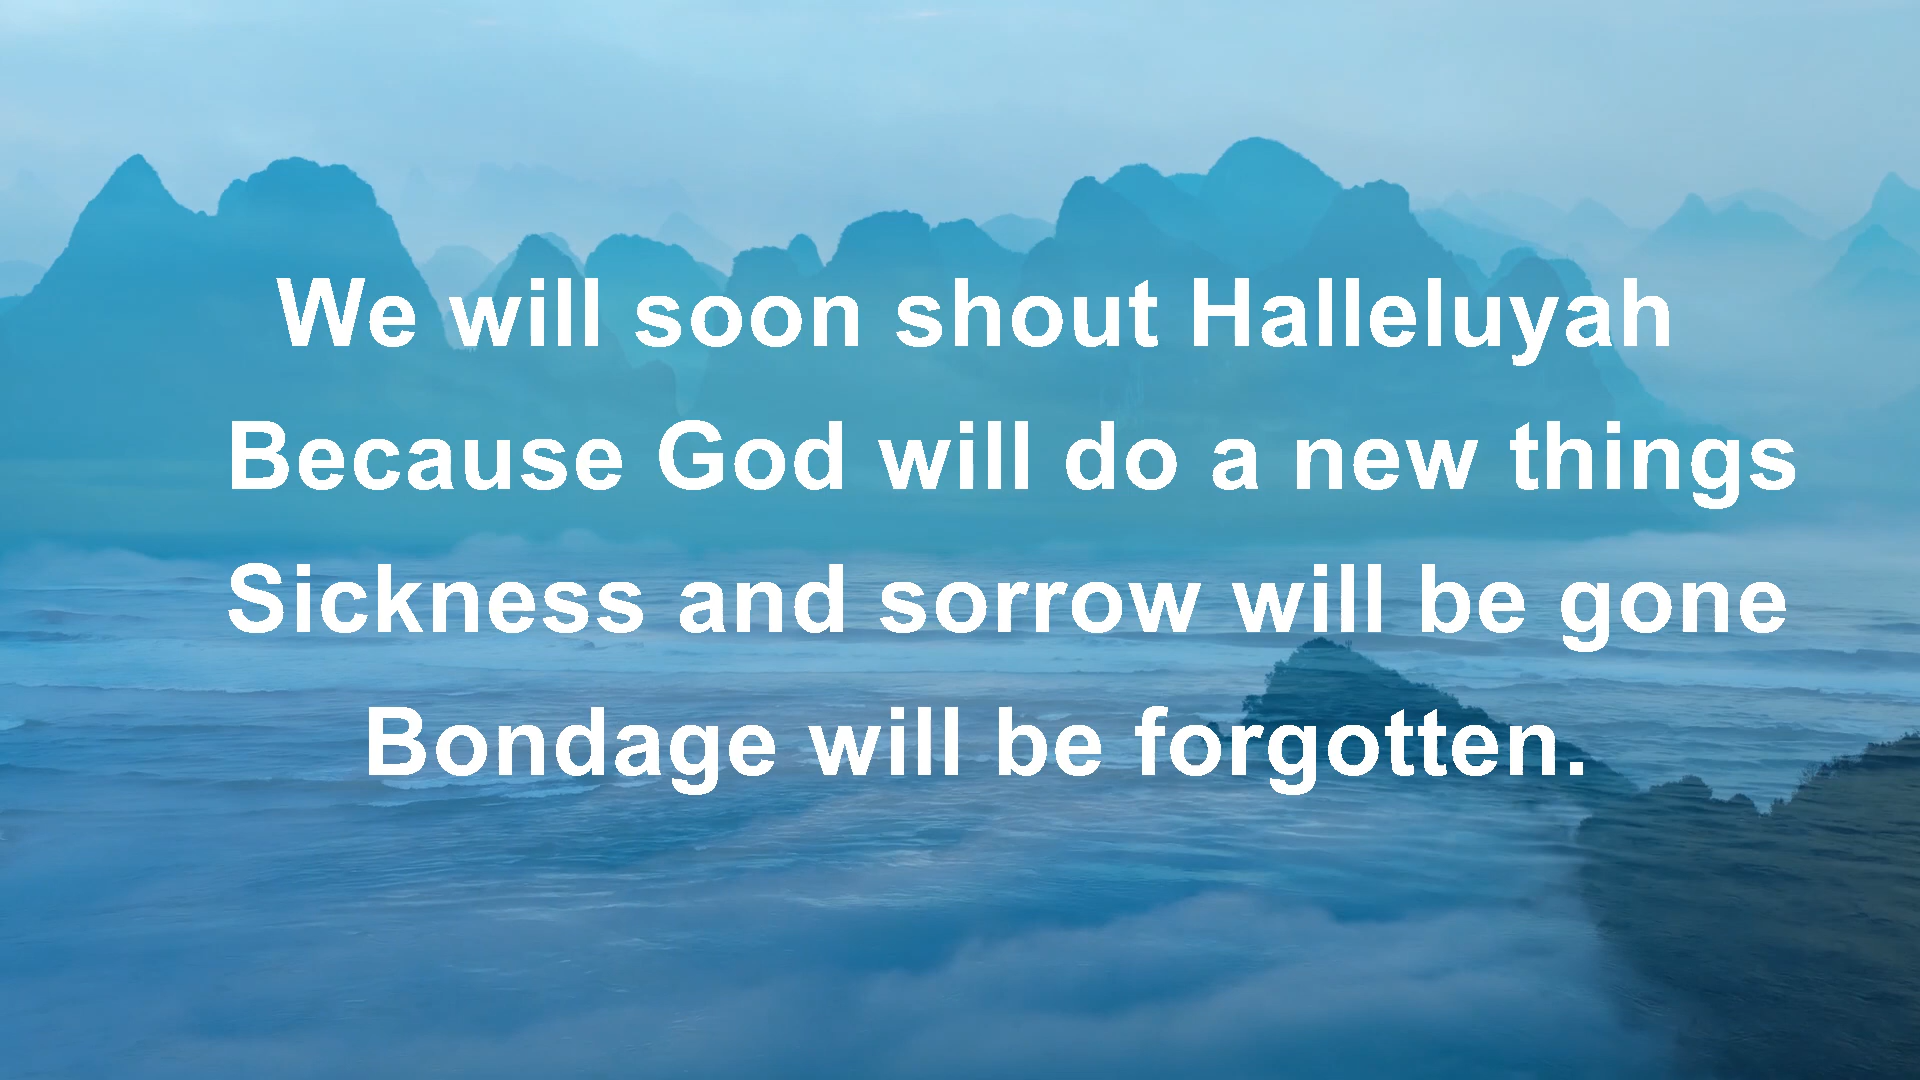 We will soon shout Halleluyah
Because God will do a new things
Sickness and sorrow will be gone
Bondage will be forgotten.